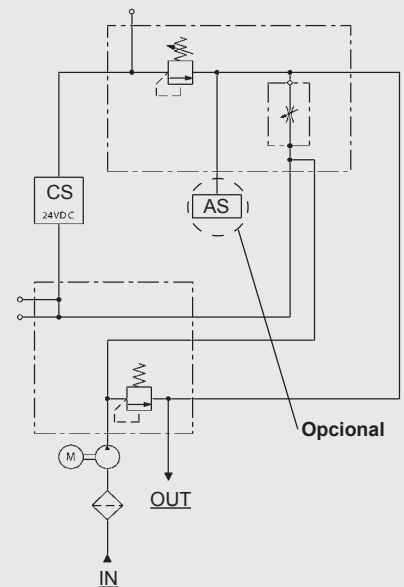 CS
24VDC
AS
Opcional
M
OUT
IN